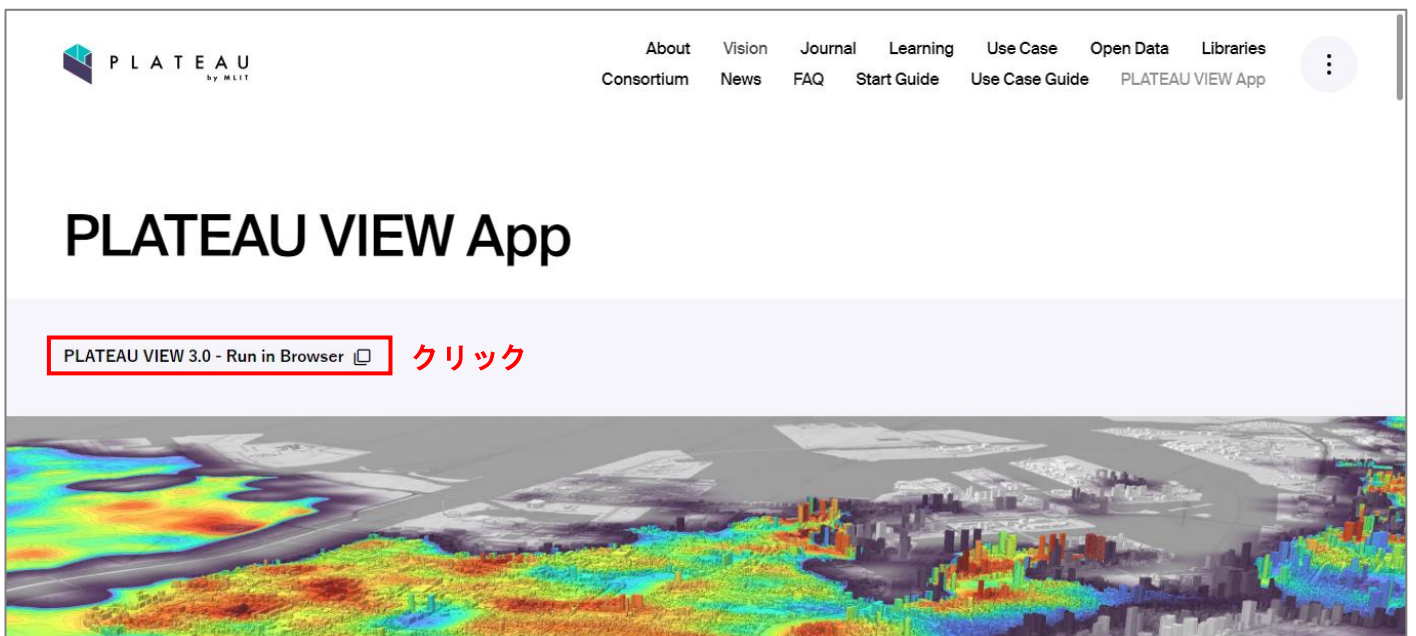 PLATEAU
by MLIT
About Vision Journal Learning Use Case Open Data Libraries
Consortium News FAQ Start Guide Use Case Guide PLATEAU VIEW App
PLATEAU VIEW App
PLATEAU VIEW 3.0 - Run in Browser クリック